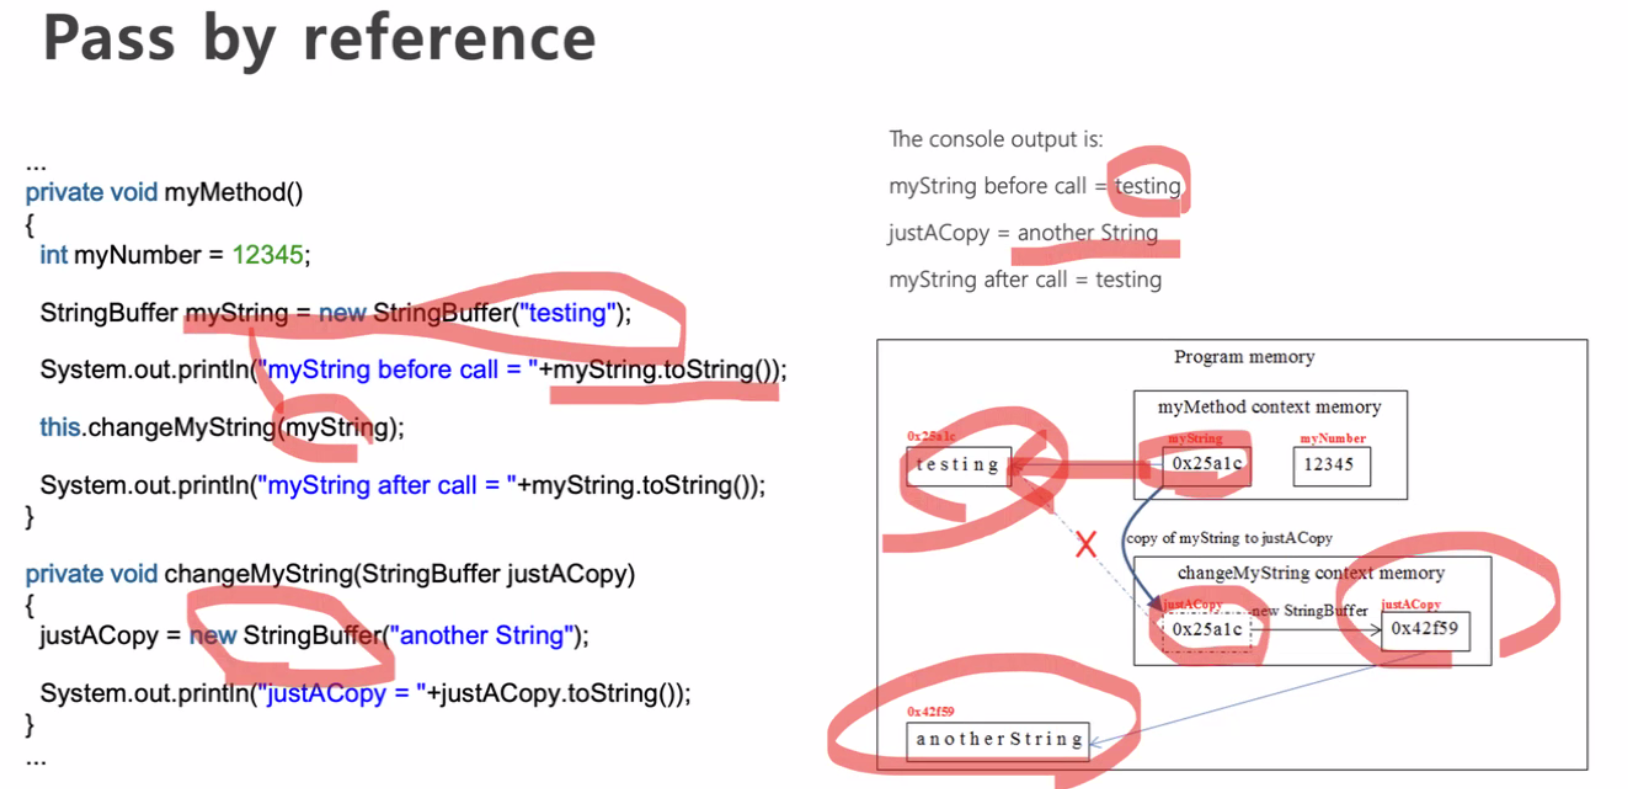 Pass by reference
...
private void myMethod()
{
int myNumber = 12345;
StringBuffer myString = new StringBuffer("testing");
System.out.println("myString before call = "+myString.toString());
this.changeMyString(myString);
System.out.println("myString after call = "+myString.toString());
}
private void changeMyString(StringBuffer justACopy)
{
justACopy = new StringBuffer("another String");
System.out.println("justACopy = "+justACopy.toString());
}
...
The console output is:
myString before call = testing
justACopy = another String
myString after call = testing
Program memory
myMethod context memory
0x25a1c
testing
myString
0x25a1c
myNumber
12345
X
copy of myString to justACopy
changeMyString context memory
justACopy
0x25a1c
new StringBuffer
justACopy
0x42f59
0x42f59
anotherString